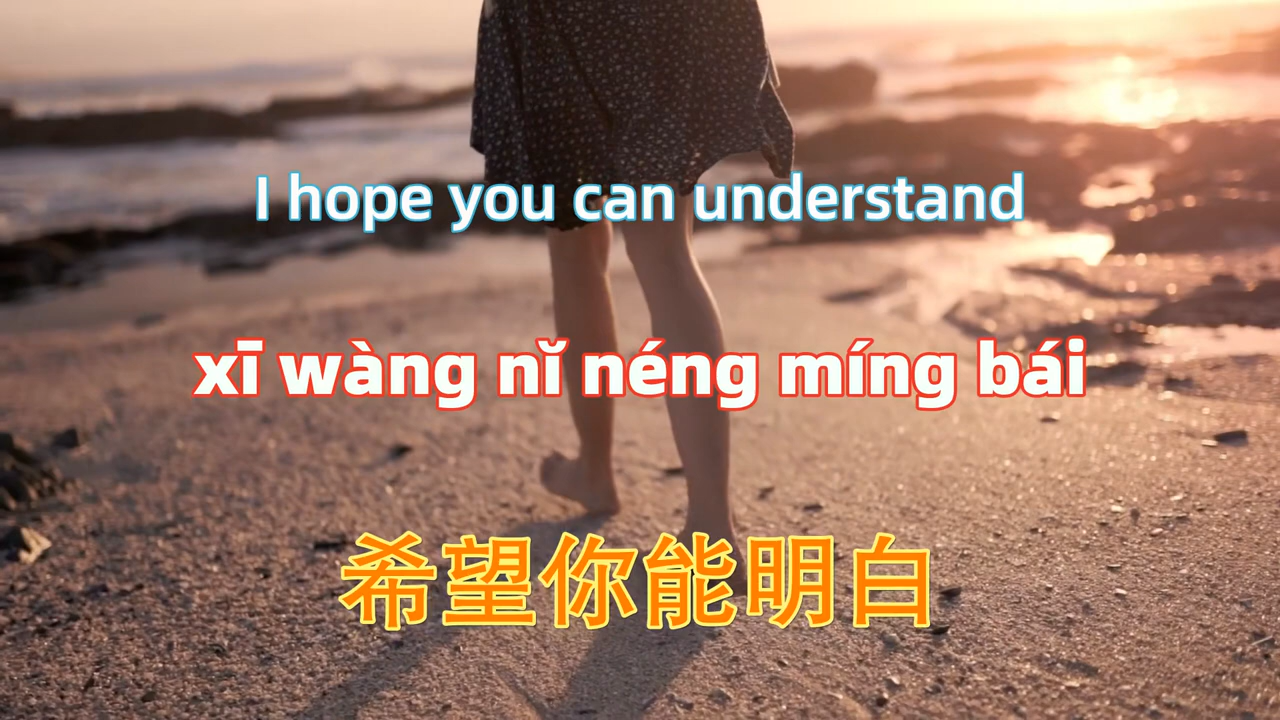 I hope you can understand
xī wàng nǐ néng míng bái
希望你能明白